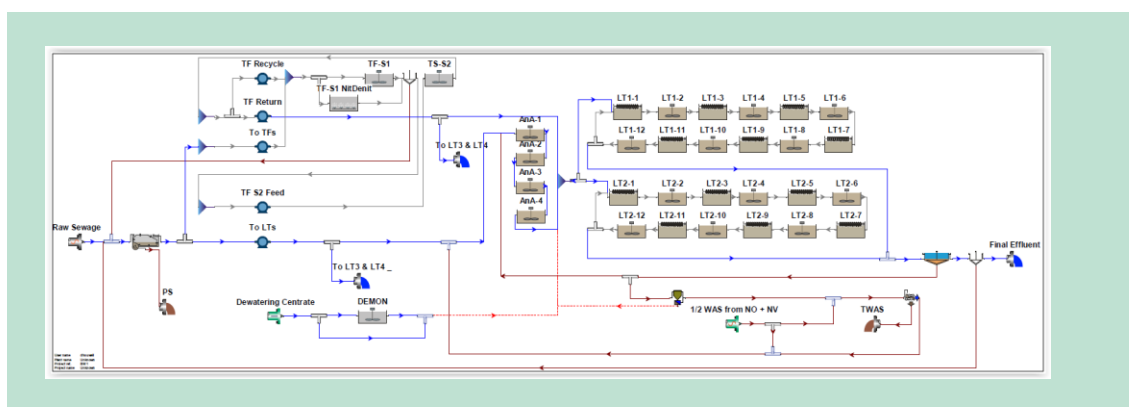 TF Recycle
TF-S1
TS-S2
TF-S1 NitDenit
TF Return
To TFs
TF S2 Feed
To LTs
Raw Sewage
PS
To LT3 & LT4
To LT3 & LT4 _
AnA-1
AnA-2
AnA-3
AnA-4
LT1-1 LT1-2 LT1-3 LT1-4 LT1-5 LT1-6
LT1-12 LT1-11 LT1-10 LT1-9 LT1-8 LT1-7
LT2-1 LT2-2 LT2-3 LT2-4 LT2-5 LT2-6
LT2-12 LT2-11 LT2-10 LT2-9 LT2-8 LT2-7
Final Effluent
Dewatering Centrate
DEMON
1/2 WAS from NO + NV
TWAS